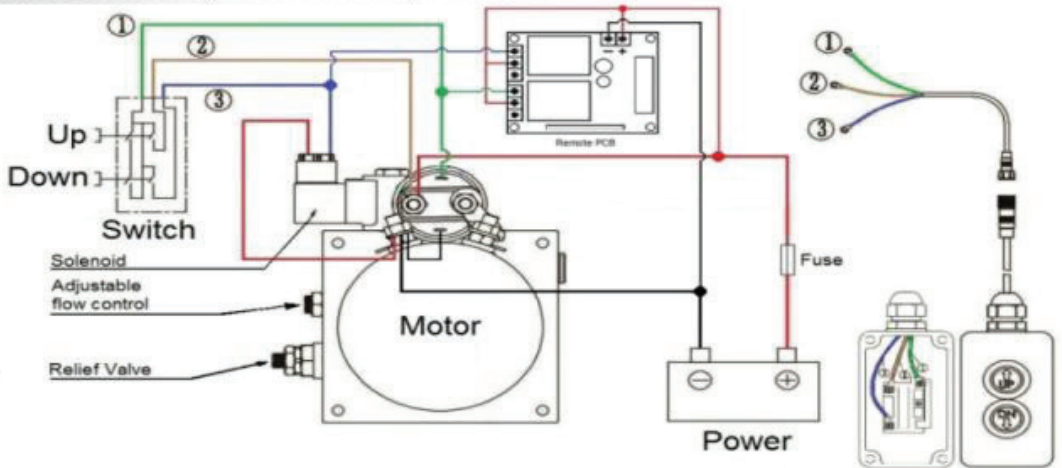 ①
②
③
Up
Down
Switch
Solenoid
Adjustable
flow control
Relief Valve
Motor
− +
Remote PCB
Fuse
− +
Power
①
②
③
UP
DN